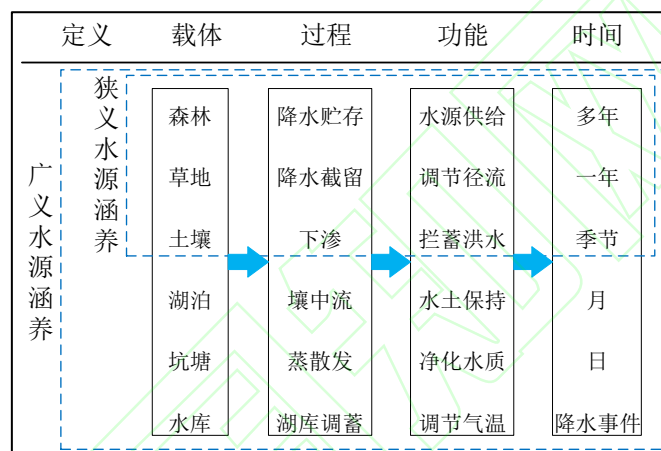 定义 载体 过程 功能 时间
狭义水源涵养
广义水源涵养
森林 降水贮存 水源供给 多年
草地 降水截留 调节径流 一年
土壤 下渗 拦蓄洪水 季节
湖泊 壤中流 水土保持 月
坑塘 蒸散发 净化水质 日
水库 湖库调蓄 调节气温 降水事件